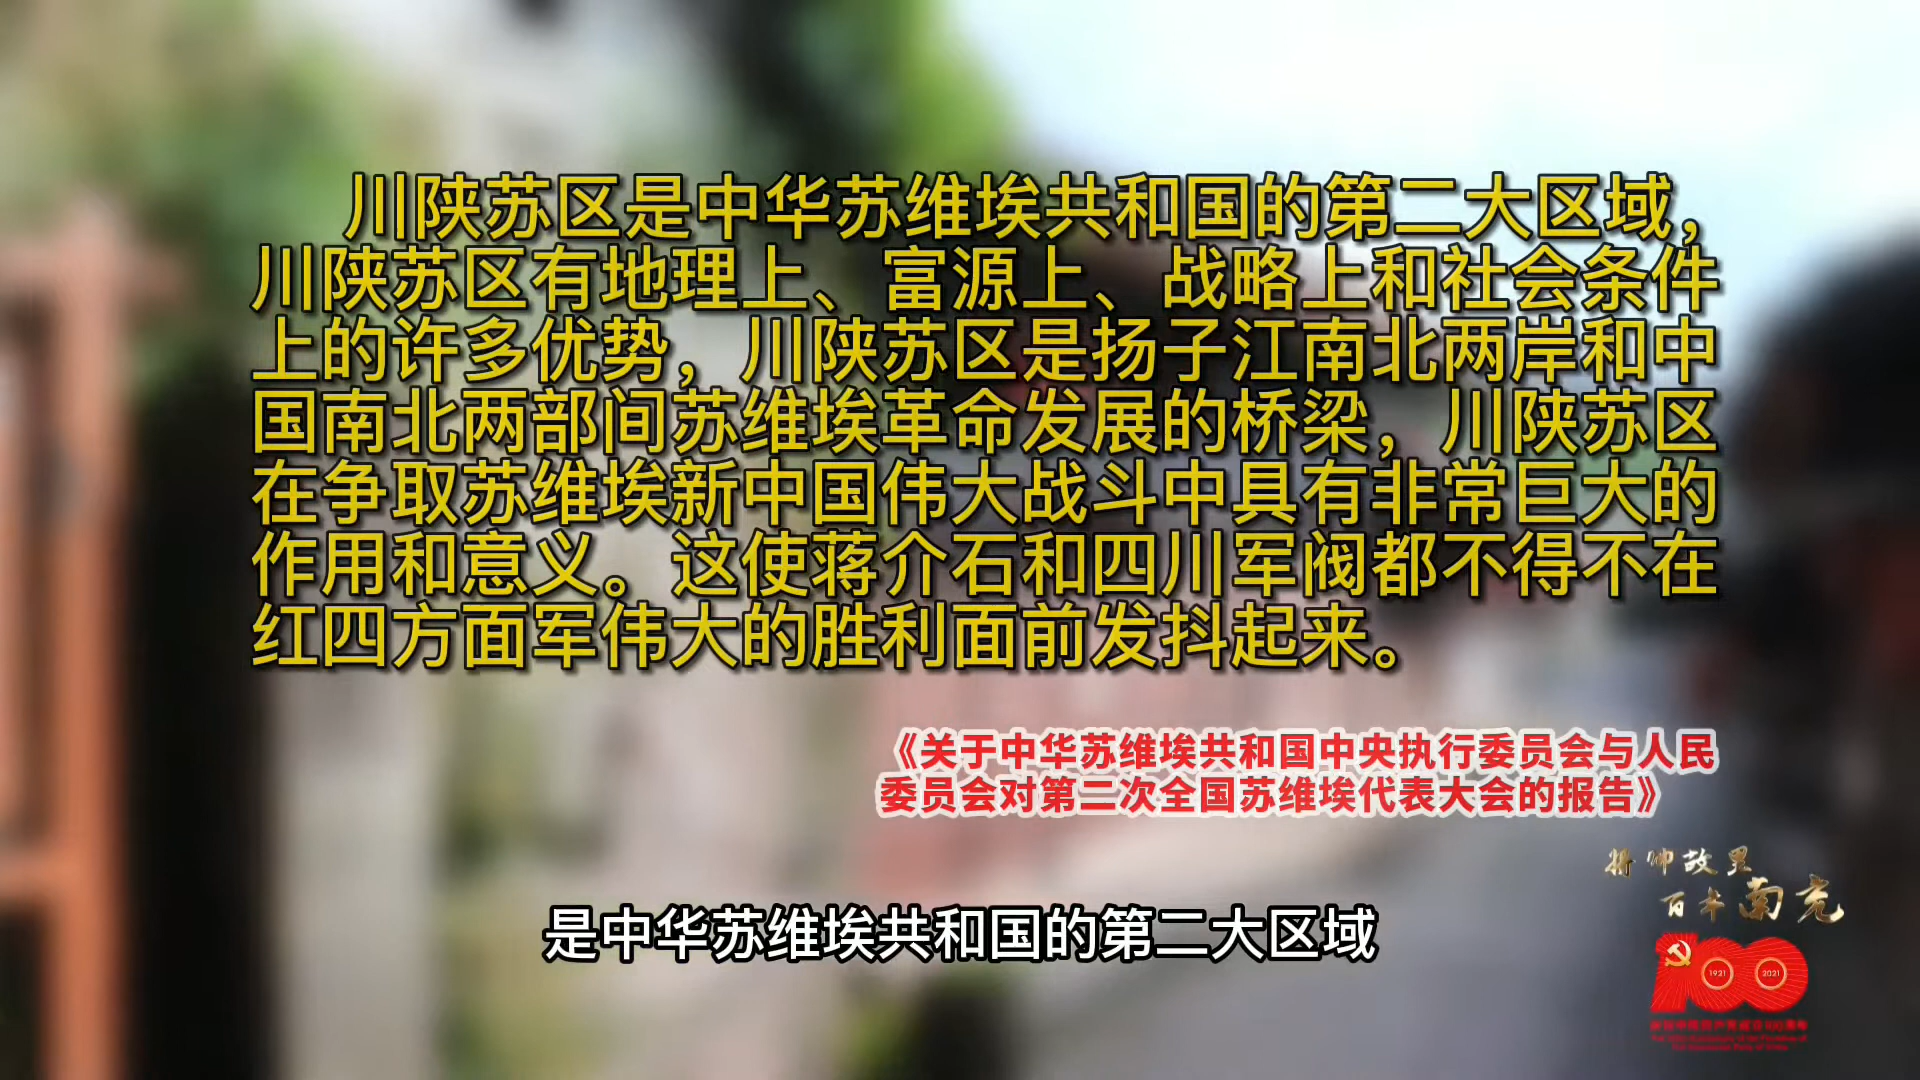 川陕苏区是中华苏维埃共和国的第二大区域，
川陕苏区有地理上、富源上、战略上和社会条件
上的许多优势，川陕苏区是扬子江南北两岸和中
国南北两部间苏维埃革命发展的桥梁，川陕苏区
在争取苏维埃新中国伟大战斗中具有非常巨大的
作用和意义。这使蒋介石和四川军阀都不得不在
红四方面军伟大的胜利面前发抖起来。
《关于中华苏维埃共和国中央执行委员会与人民
委员会对第二次全国苏维埃代表大会的报告》
将帅故里
百年南充
是中华苏维埃共和国的第二大区域
100
1921 2021